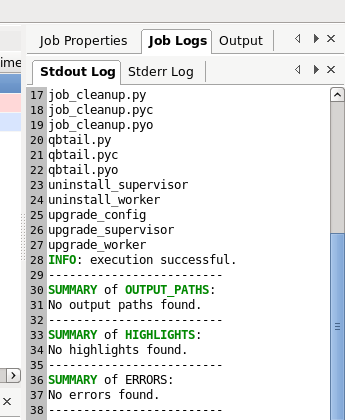 Job Properties Job Logs Output
ime
Stdout Log Stderr Log
17 job_cleanup.py
18 job_cleanup.pyc
19 job_cleanup.pyo
20 qbtail.py
21 qbtail.pyc
22 qbtail.pyo
23 uninstall_supervisor
24 uninstall_worker
25 upgrade_config
26 upgrade_supervisor
27 upgrade_worker
28 INFO: execution successful.
29 ------------------------
30 SUMMARY of OUTPUT_PATHS:
31 No output paths found.
32 ------------------------
33 SUMMARY of HIGHLIGHTS:
34 No highlights found.
35 ------------------------
36 SUMMARY of ERRORS:
37 No errors found.
38 ------------------------